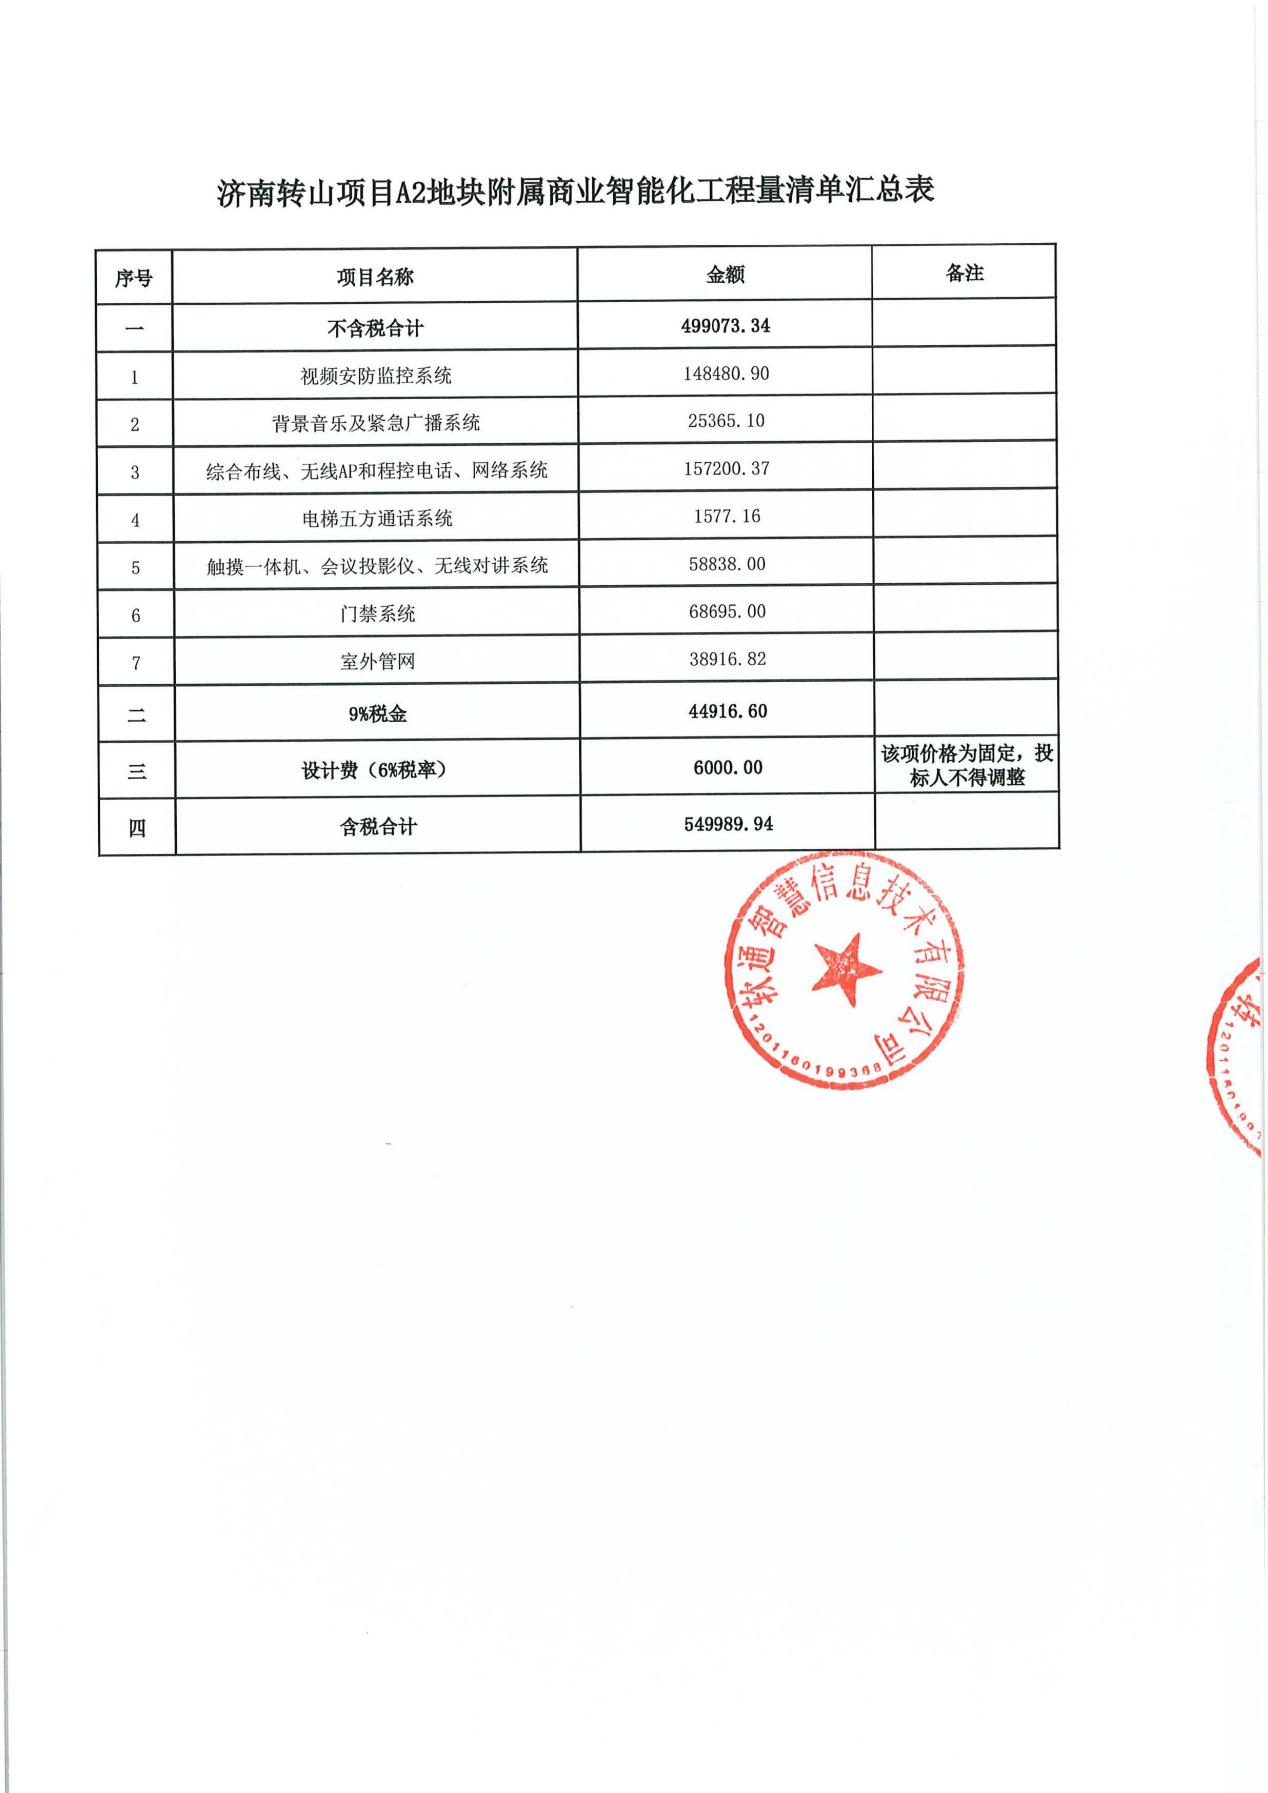 济南转山项目A2地块附属商业智能化工程量清单汇总表
序号 项目名称 金额 备注
一 不含税合计 499073.34
1 视频安防监控系统 148480.90
2 背景音乐及紧急广播系统 25365.10
3 综合布线、无线AP和程控电话、网络系统 157200.37
4 电梯五方通话系统 1577.16
5 触摸一体机、会议投影仪、无线对讲系统 58838.00
6 门禁系统 68695.00
7 室外管网 38916.82
二 9%税金 44916.60
三 设计费（6%税率） 6000.00 该项价格为固定，投
标人不得调整
四 含税合计 549989.94
软通智慧信息技术有限公司
1201160199368